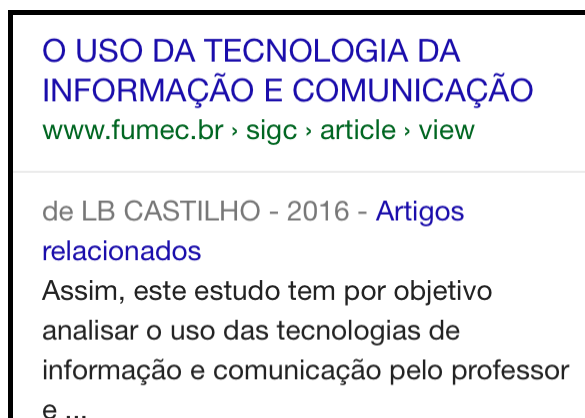 O USO DA TECNOLOGIA DA
INFORMAÇÃO E COMUNICAÇÃO
www.fumec.br › sigc › article › view
de LB CASTILHO - 2016 - Artigos
relacionados
Assim, este estudo tem por objetivo
analisar o uso das tecnologias de
informação e comunicação pelo professor
e ...